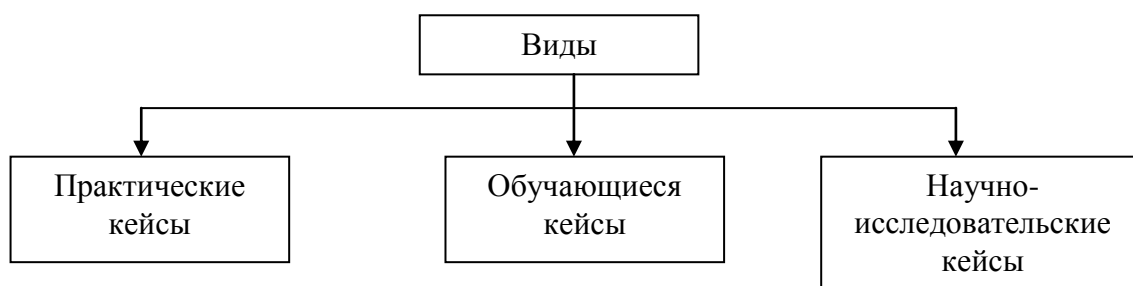 Виды
Практические
кейсы
Обучающиеся
кейсы
Научно-
исследовательские
кейсы